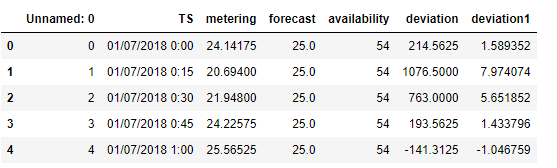 Unnamed: 0 TS metering forecast availability deviation deviation1
0 0 01/07/2018 0:00 24.14175 25.0 54 214.5625 1.589352
1 1 01/07/2018 0:15 20.69400 25.0 54 1076.5000 7.974074
2 2 01/07/2018 0:30 21.94800 25.0 54 763.0000 5.651852
3 3 01/07/2018 0:45 24.22575 25.0 54 193.5625 1.433796
4 4 01/07/2018 1:00 25.56525 25.0 54 -141.3125 -1.046759